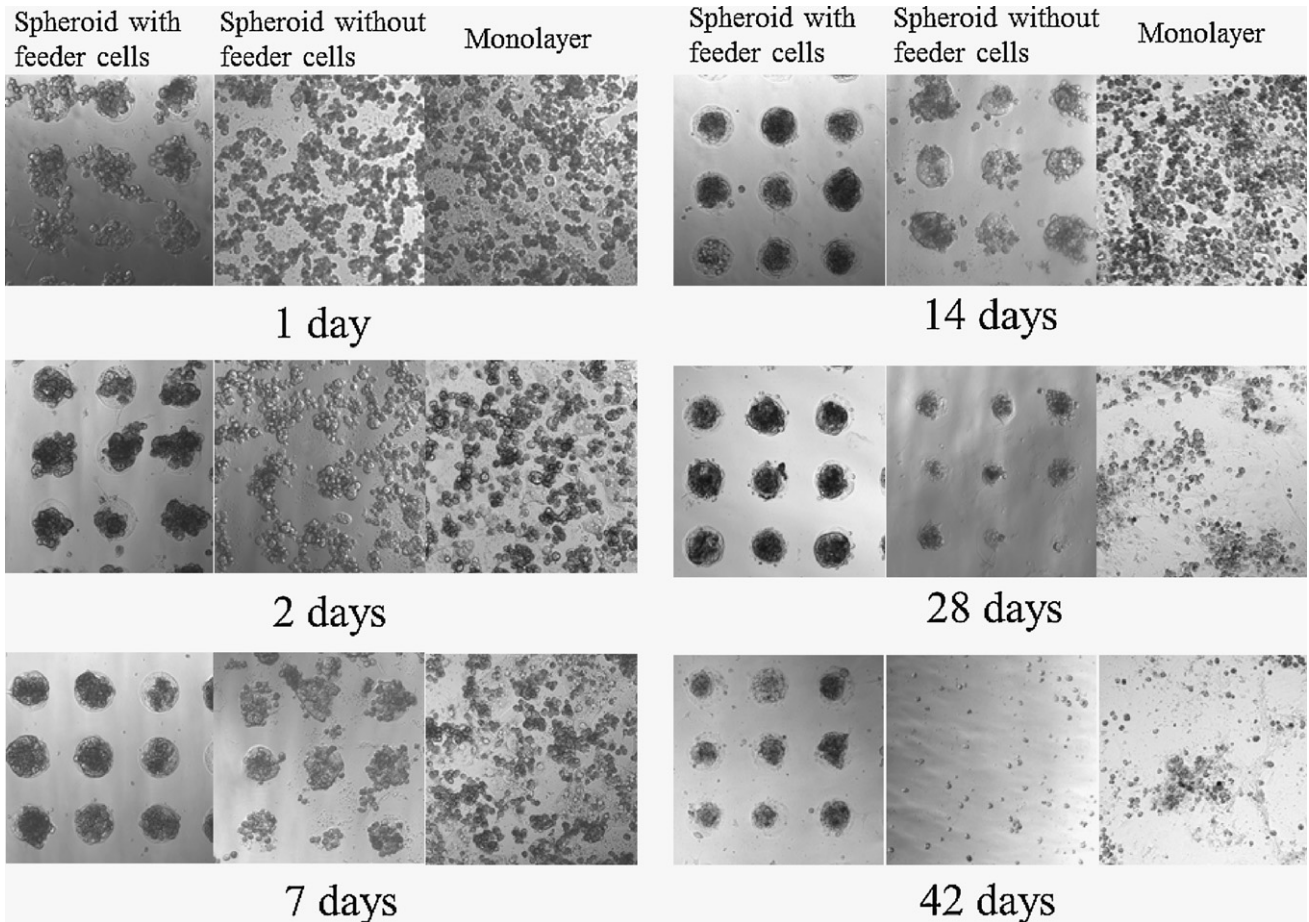 Spheroid with
feeder cells
Spheroid without
feeder cells
Monolayer
1 day
2 days
7 days
Spheroid with
feeder cells
Spheroid without
feeder cells
Monolayer
14 days
28 days
42 days